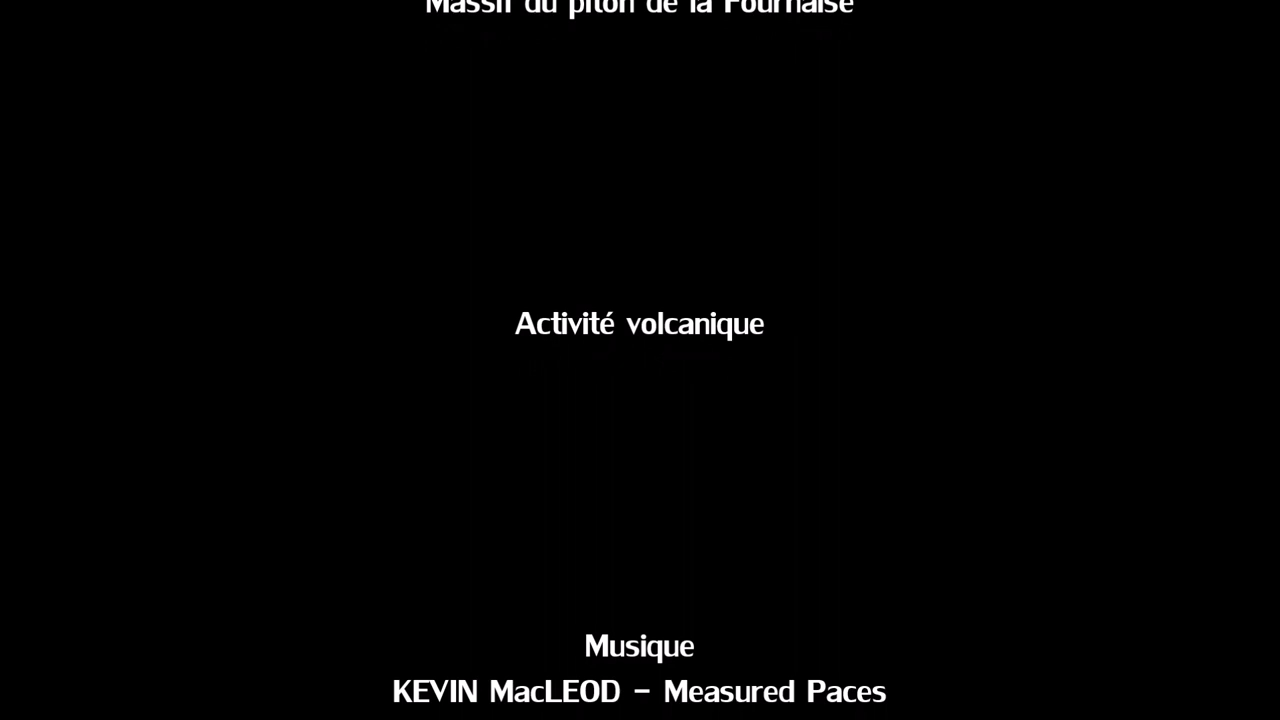 Massif du piton de la Fournaise
Activité volcanique
Musique
KEVIN MacLEOD - Measured Paces